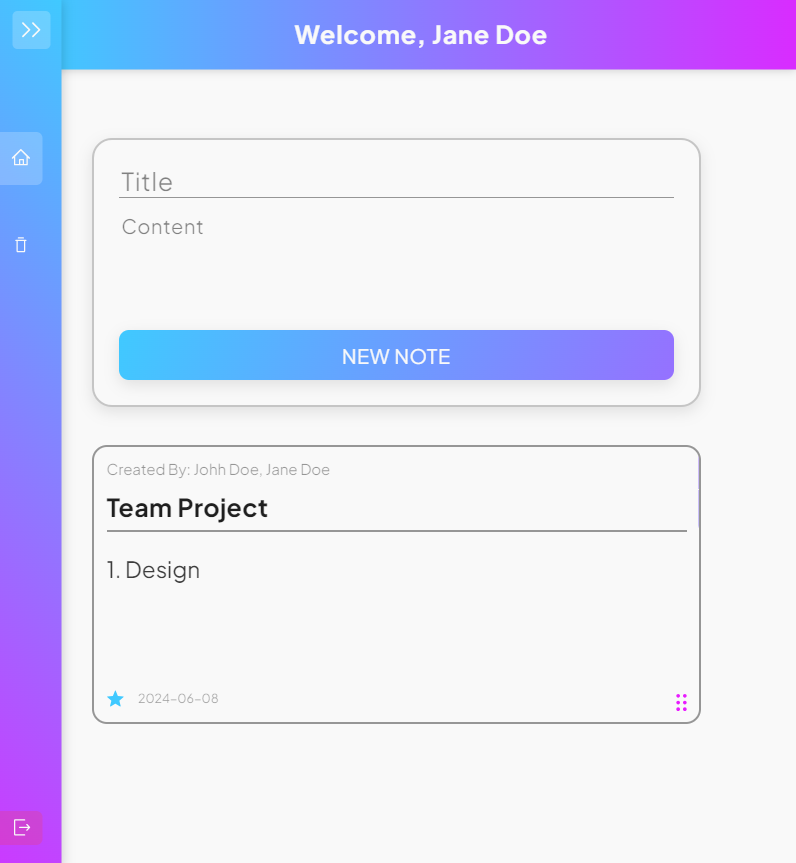 Welcome, Jane Doe
Title
Content
NEW NOTE
Created By: Johh Doe, Jane Doe
Team Project
1. Design
2024-06-08